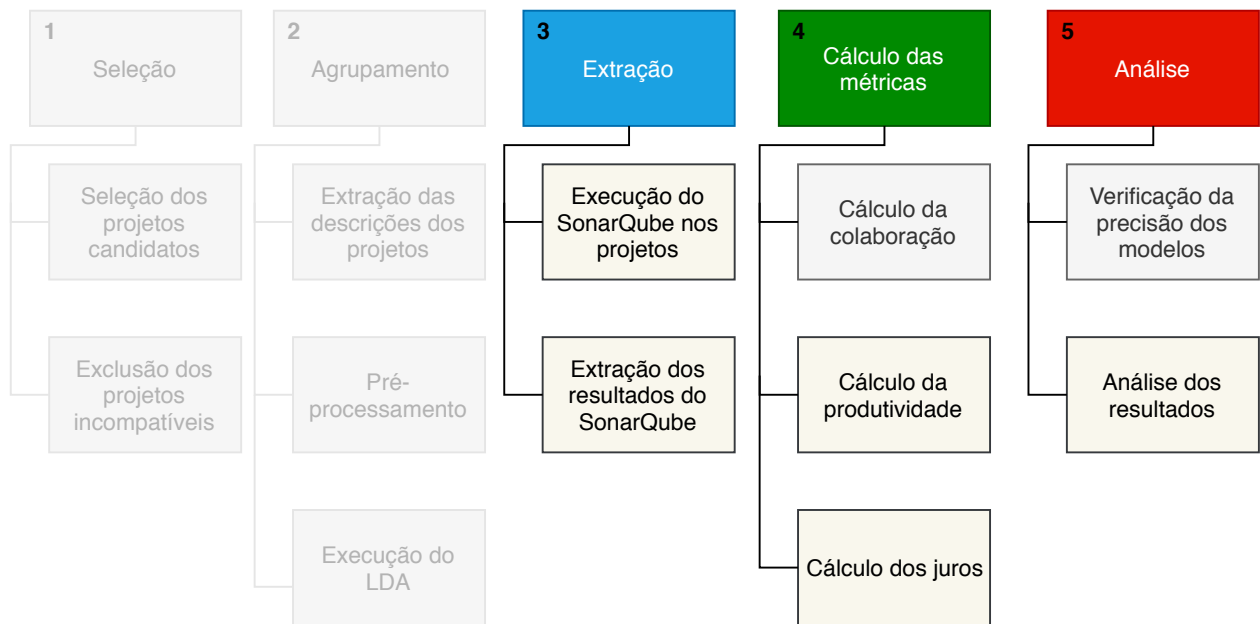 1
Seleção
Seleção dos
projetos
candidatos
Exclusão dos
projetos
incompatíveis
2
Agrupamento
Extração das
descrições dos
projetos
Pré-
processamento
Execução do
LDA
3
Extração
Execução do
SonarQube nos
projetos
Extração dos
resultados do
SonarQube
4
Cálculo das
métricas
Cálculo da
colaboração
Cálculo da
produtividade
Cálculo dos juros
5
Análise
Verificação da
precisão dos
modelos
Análise dos
resultados